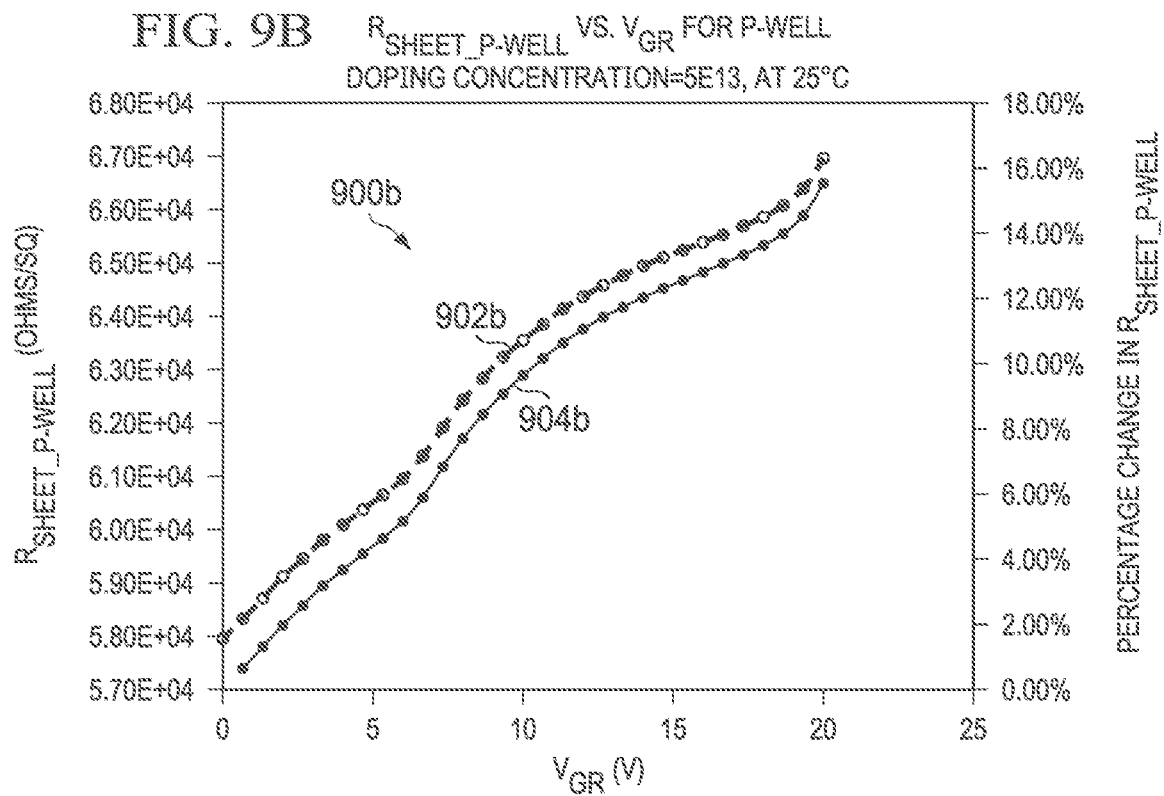 FIG. 9B
R_SHEET_P-WELL VS. V_GR FOR P-WELL
DOPING CONCENTRATION=5E13, AT 25°C
R_SHEET_P-WELL (OHMS/SQ)
6.80E+04
6.70E+04
6.60E+04
6.50E+04
6.40E+04
6.30E+04
6.20E+04
6.10E+04
6.00E+04
5.90E+04
5.80E+04
5.70E+04
900b
902b
904b
18.00%
16.00%
14.00%
12.00%
10.00%
8.00%
6.00%
4.00%
2.00%
0.00%
PERCENTAGE CHANGE IN R_SHEET_P-WELL
0 5 10 15 20 25
V_GR (V)